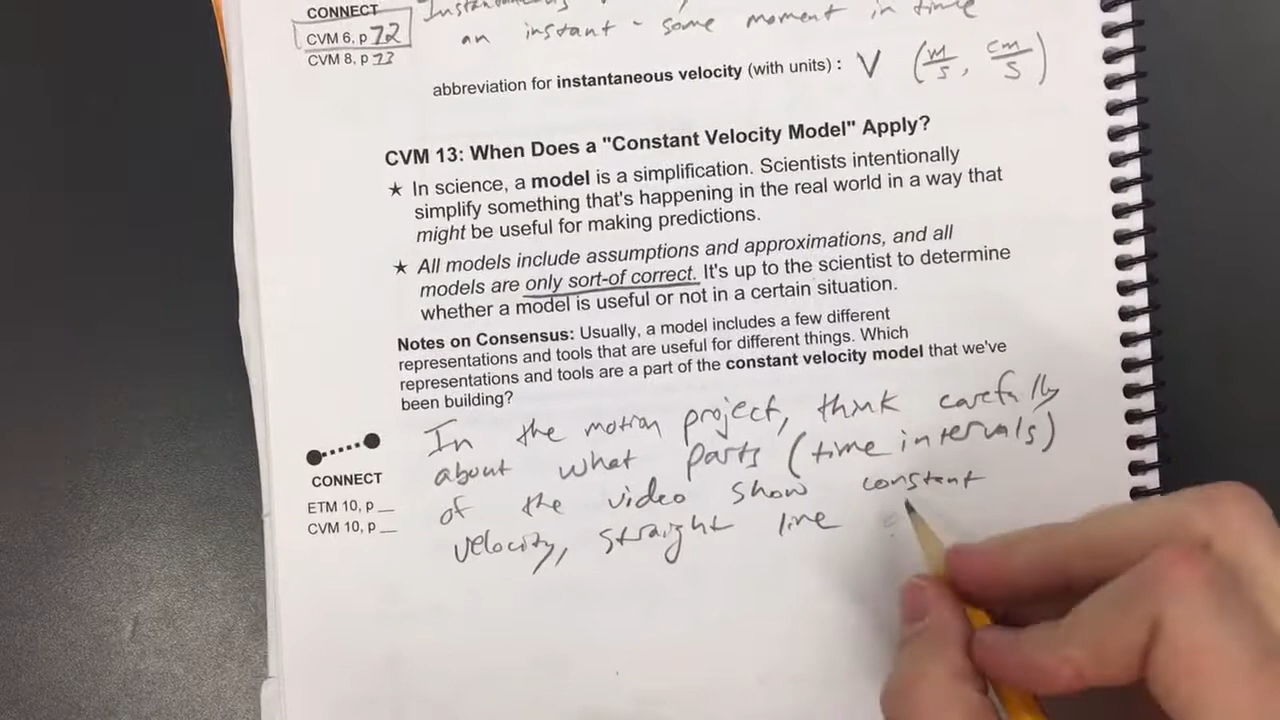 CONNECT
CVM 6, p 72
CVM 8, p 73
an instant - some moment in time
abbreviation for instantaneous velocity (with units) : V (m/s, cm/s)
CVM 13: When Does a "Constant Velocity Model" Apply?
★ In science, a model is a simplification. Scientists intentionally
simplify something that's happening in the real world in a way that
might be useful for making predictions.
★ All models include assumptions and approximations, and all
models are only sort-of correct. It's up to the scientist to determine
whether a model is useful or not in a certain situation.
Notes on Consensus: Usually, a model includes a few different
representations and tools that are useful for different things. Which
representations and tools are a part of the constant velocity model that we've
been building?
In the motion project, think carefully
about what parts (time intervals)
of the video show constant
velocity, straight line
CONNECT
ETM 10, p __
CVM 10, p __